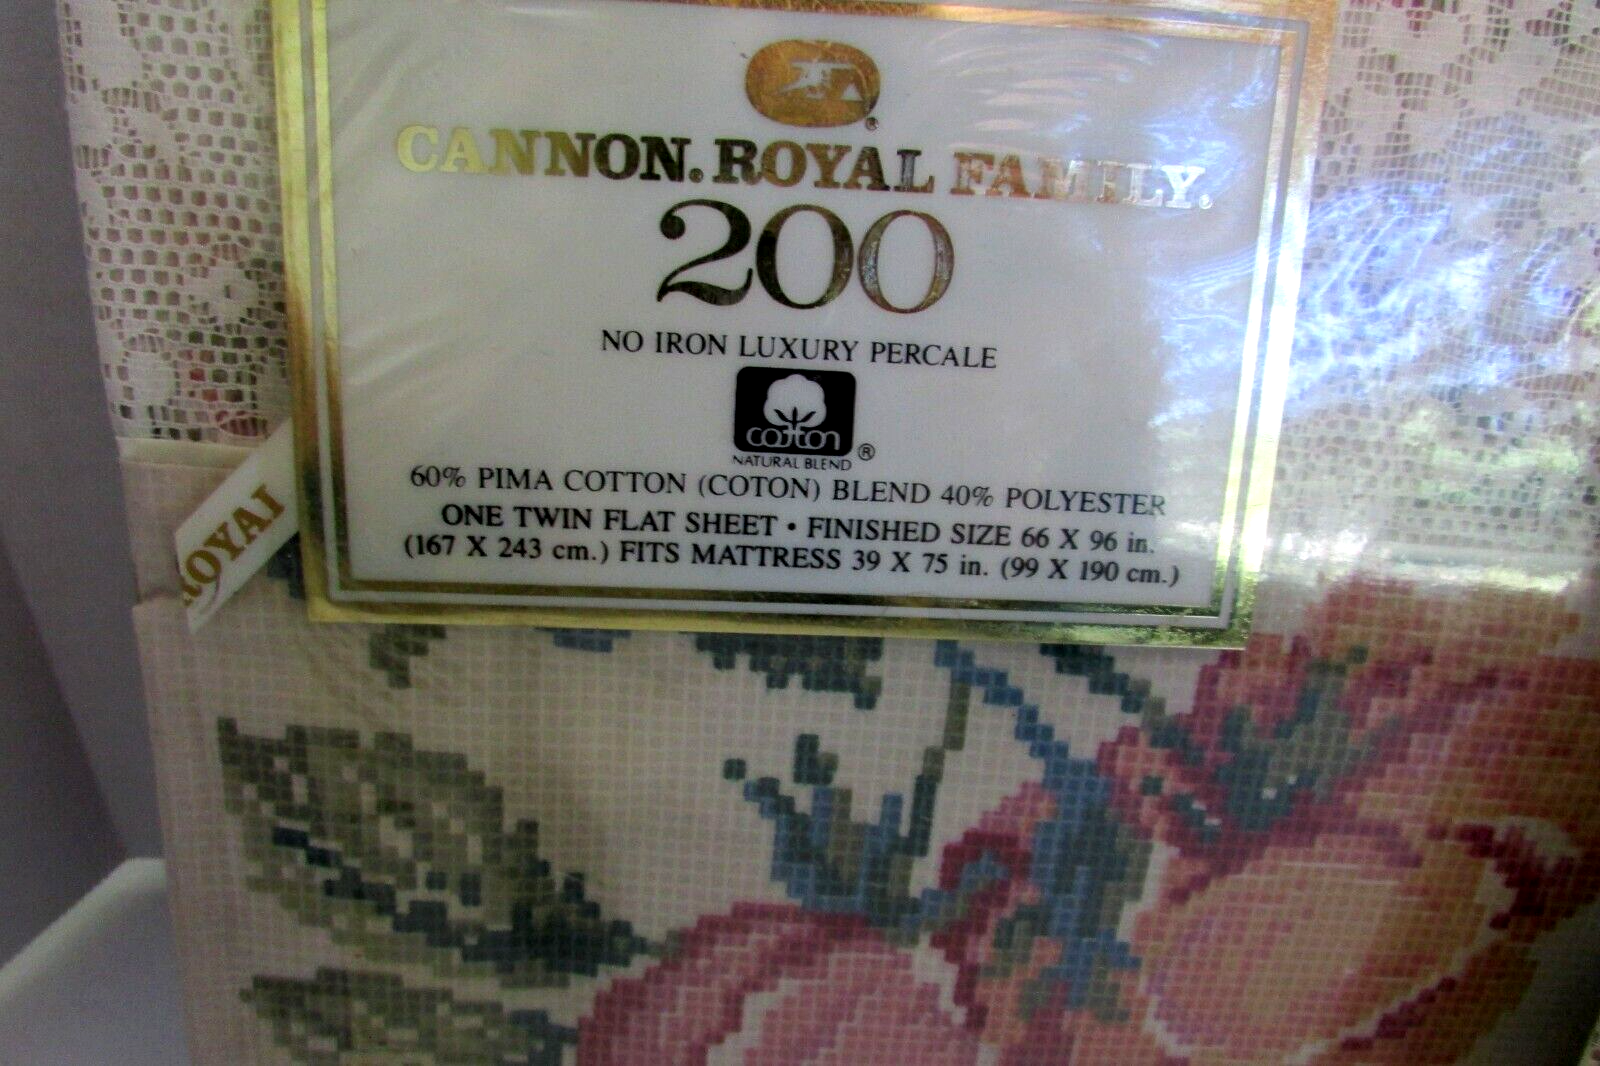 ®
CANNON. ROYAL FAMILY.®
200
NO IRON LUXURY PERCALE
cotton
NATURAL BLEND ®
60% PIMA COTTON (COTON) BLEND 40% POLYESTER
ONE TWIN FLAT SHEET • FINISHED SIZE 66 X 96 in.
(167 X 243 cm.) FITS MATTRESS 39 X 75 in. (99 X 190 cm.)
ROYAL